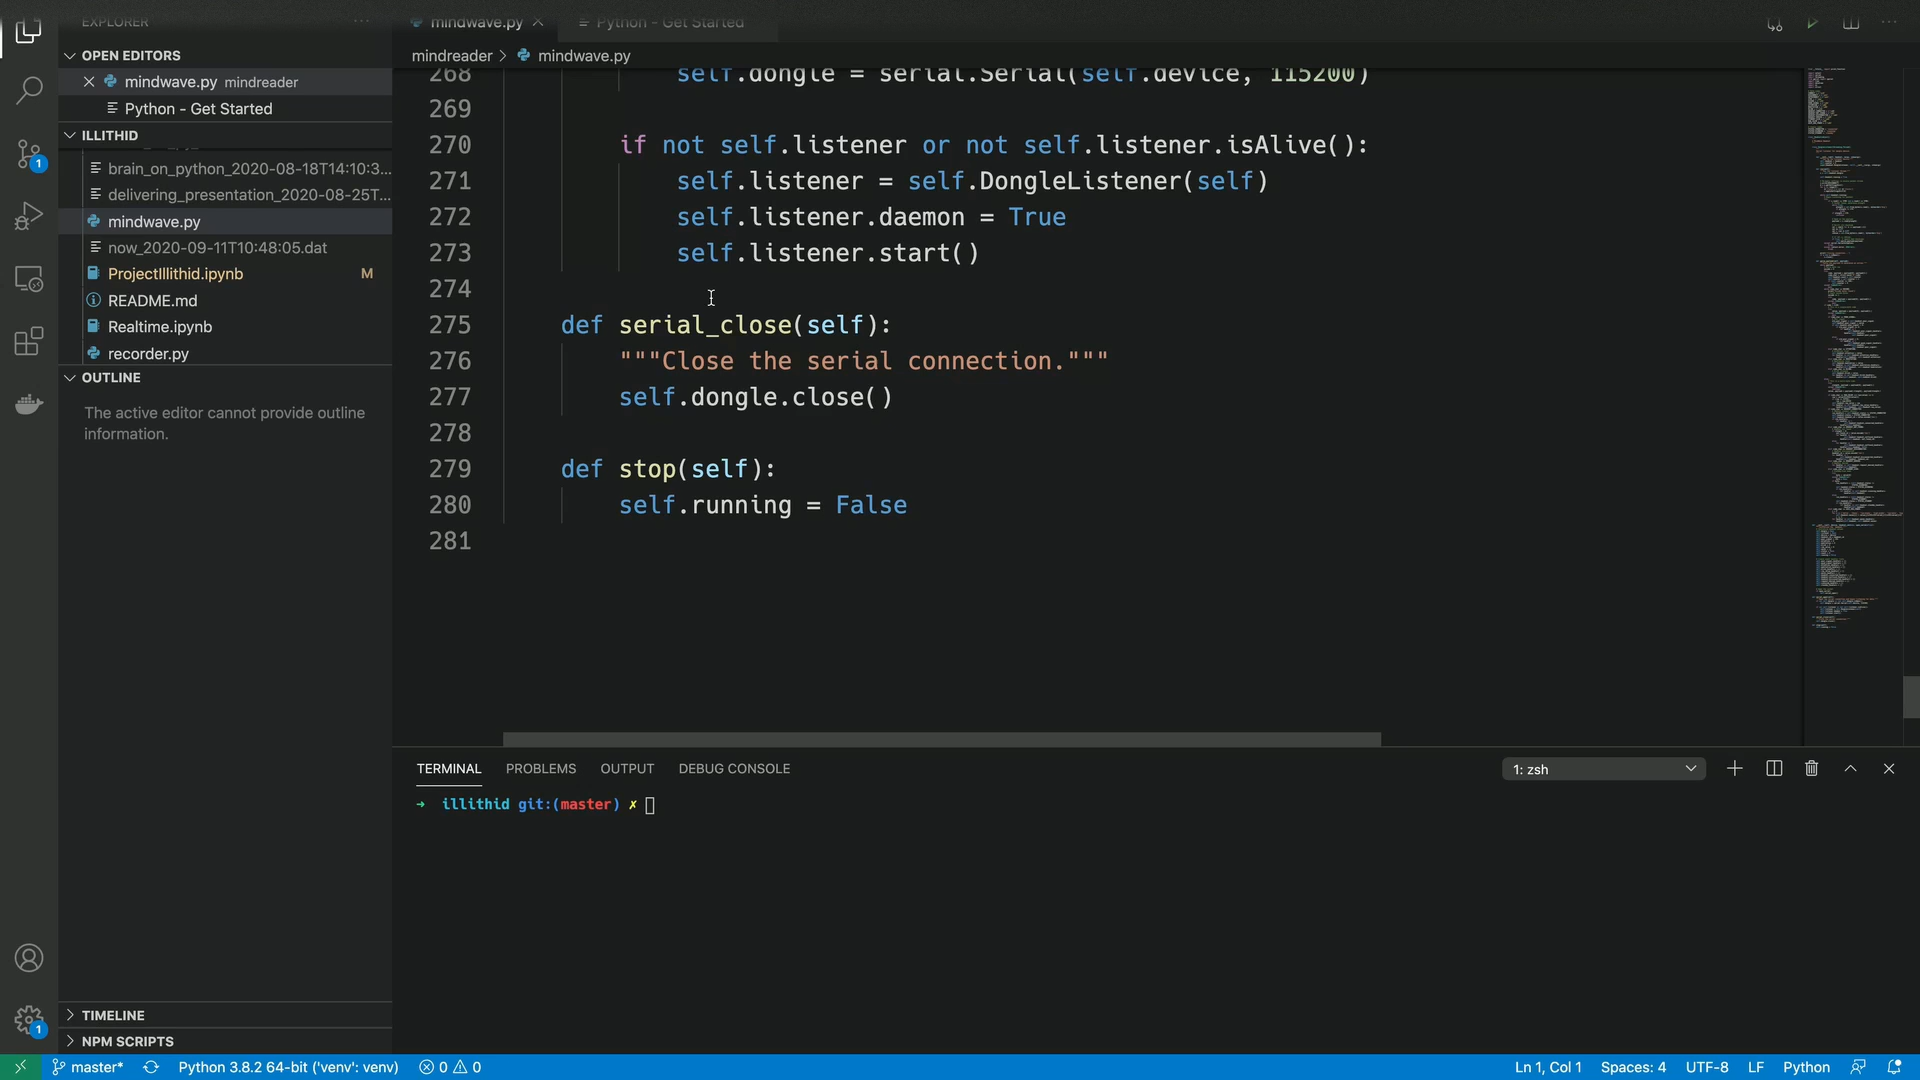 EXPLORER
OPEN EDITORS
mindwave.py mindreader
Python - Get Started
ILLITHID
brain_on_python_2020-08-18T14:10:3...
delivering_presentation_2020-08-25T...
mindwave.py
now_2020-09-11T10:48:05.dat
ProjectIllithid.ipynb M
README.md
Realtime.ipynb
recorder.py
OUTLINE
The active editor cannot provide outline
information.
TIMELINE
NPM SCRIPTS
1
1
mindwave.py
Python - Get Started
mindreader > mindwave.py
268 self.dongle = serial.Serial(self.device, 115200)
269
270 if not self.listener or not self.listener.isAlive():
271 self.listener = self.DongleListener(self)
272 self.listener.daemon = True
273 self.listener.start()
274
275 def serial_close(self):
276 """Close the serial connection."""
277 self.dongle.close()
278
279 def stop(self):
280 self.running = False
281
TERMINAL PROBLEMS OUTPUT DEBUG CONSOLE
1: zsh
→ illithid git:(master) ✗
master* Python 3.8.2 64-bit ('venv': venv) 0 0
Ln 1, Col 1 Spaces: 4 UTF-8 LF Python